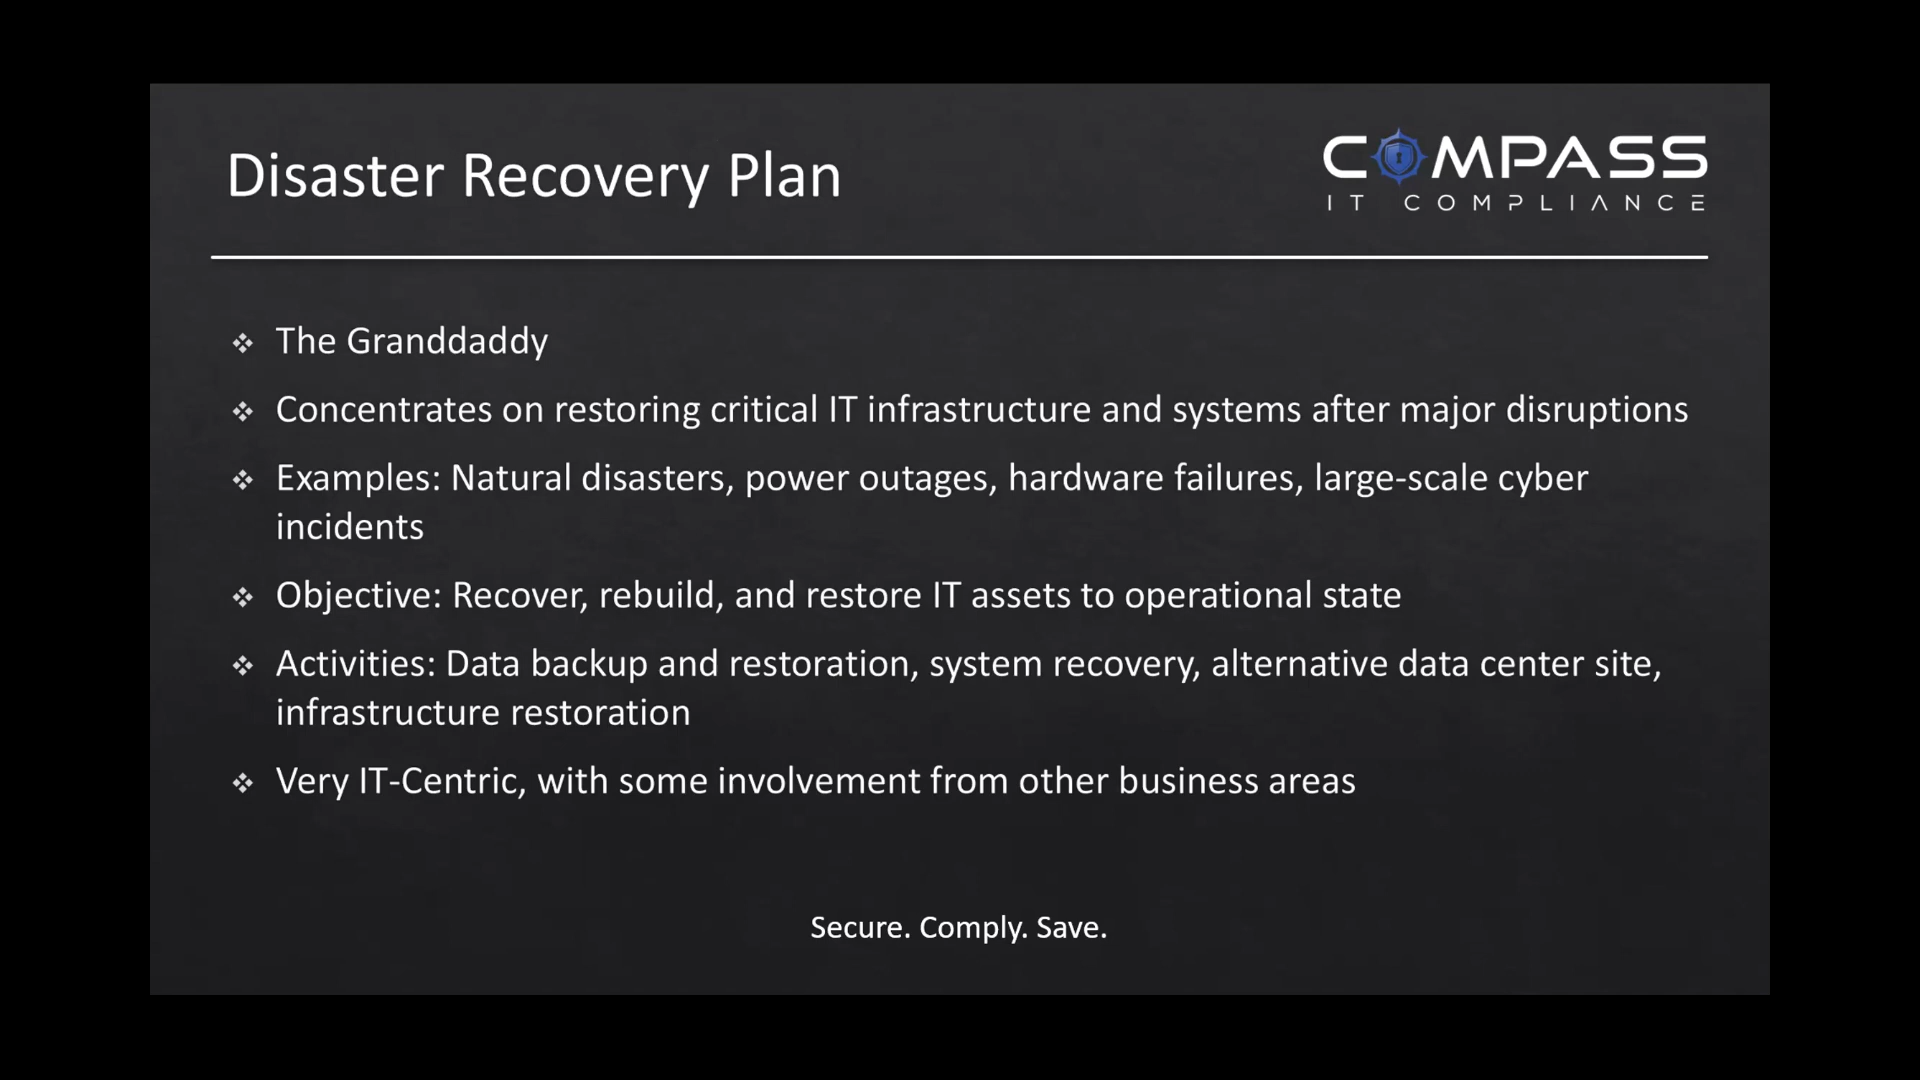 Disaster Recovery Plan
COMPASS
IT COMPLIANCE
❖ The Granddaddy
❖ Concentrates on restoring critical IT infrastructure and systems after major disruptions
❖ Examples: Natural disasters, power outages, hardware failures, large-scale cyber
incidents
❖ Objective: Recover, rebuild, and restore IT assets to operational state
❖ Activities: Data backup and restoration, system recovery, alternative data center site,
infrastructure restoration
❖ Very IT-Centric, with some involvement from other business areas
Secure. Comply. Save.